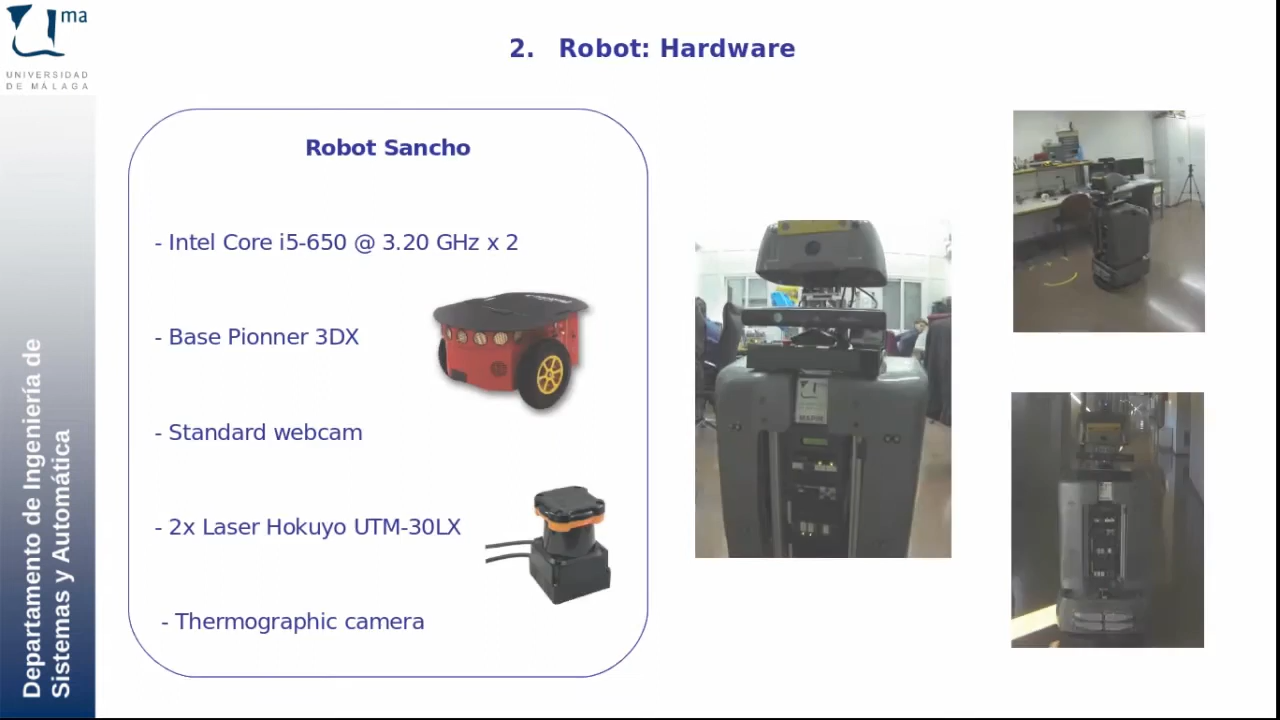 ma
UNIVERSIDAD
DE MÁLAGA
2. Robot: Hardware
Robot Sancho
- Intel Core i5-650 @ 3.20 GHz x 2
- Base Pionner 3DX
- Standard webcam
- 2x Laser Hokuyo UTM-30LX
- Thermographic camera
Departamento de Ingeniería de
Sistemas y Automática